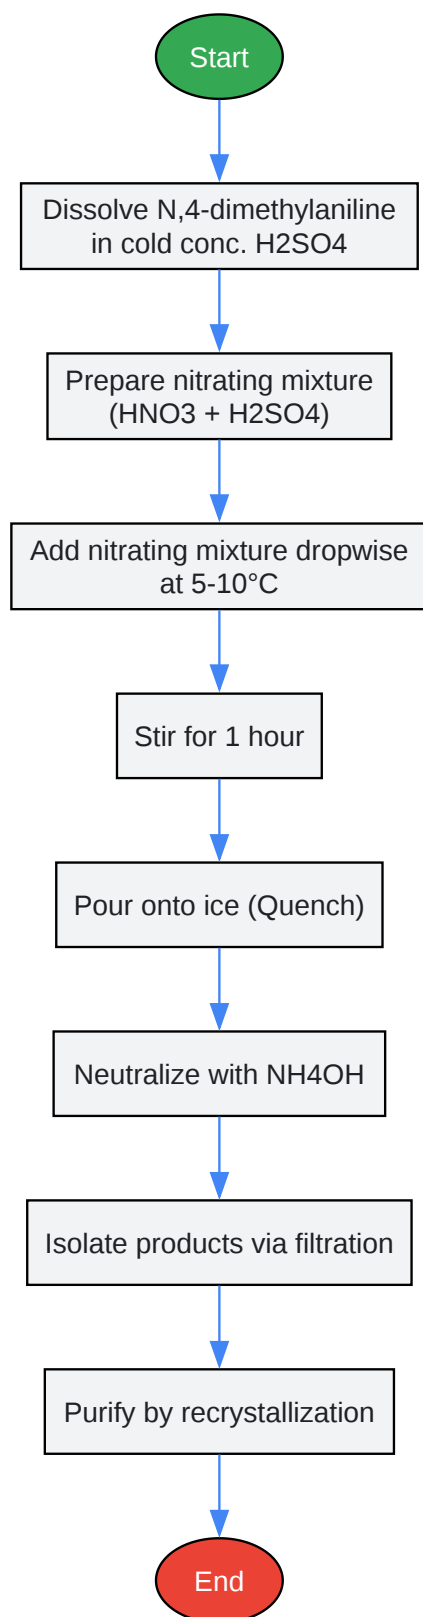 Start
Dissolve N,4-dimethylaniline
in cold conc. H2SO4
Prepare nitrating mixture
(HNO3 + H2SO4)
Add nitrating mixture dropwise
at 5-10°C
Stir for 1 hour
Pour onto ice (Quench)
Neutralize with NH4OH
Isolate products via filtration
Purify by recrystallization
End